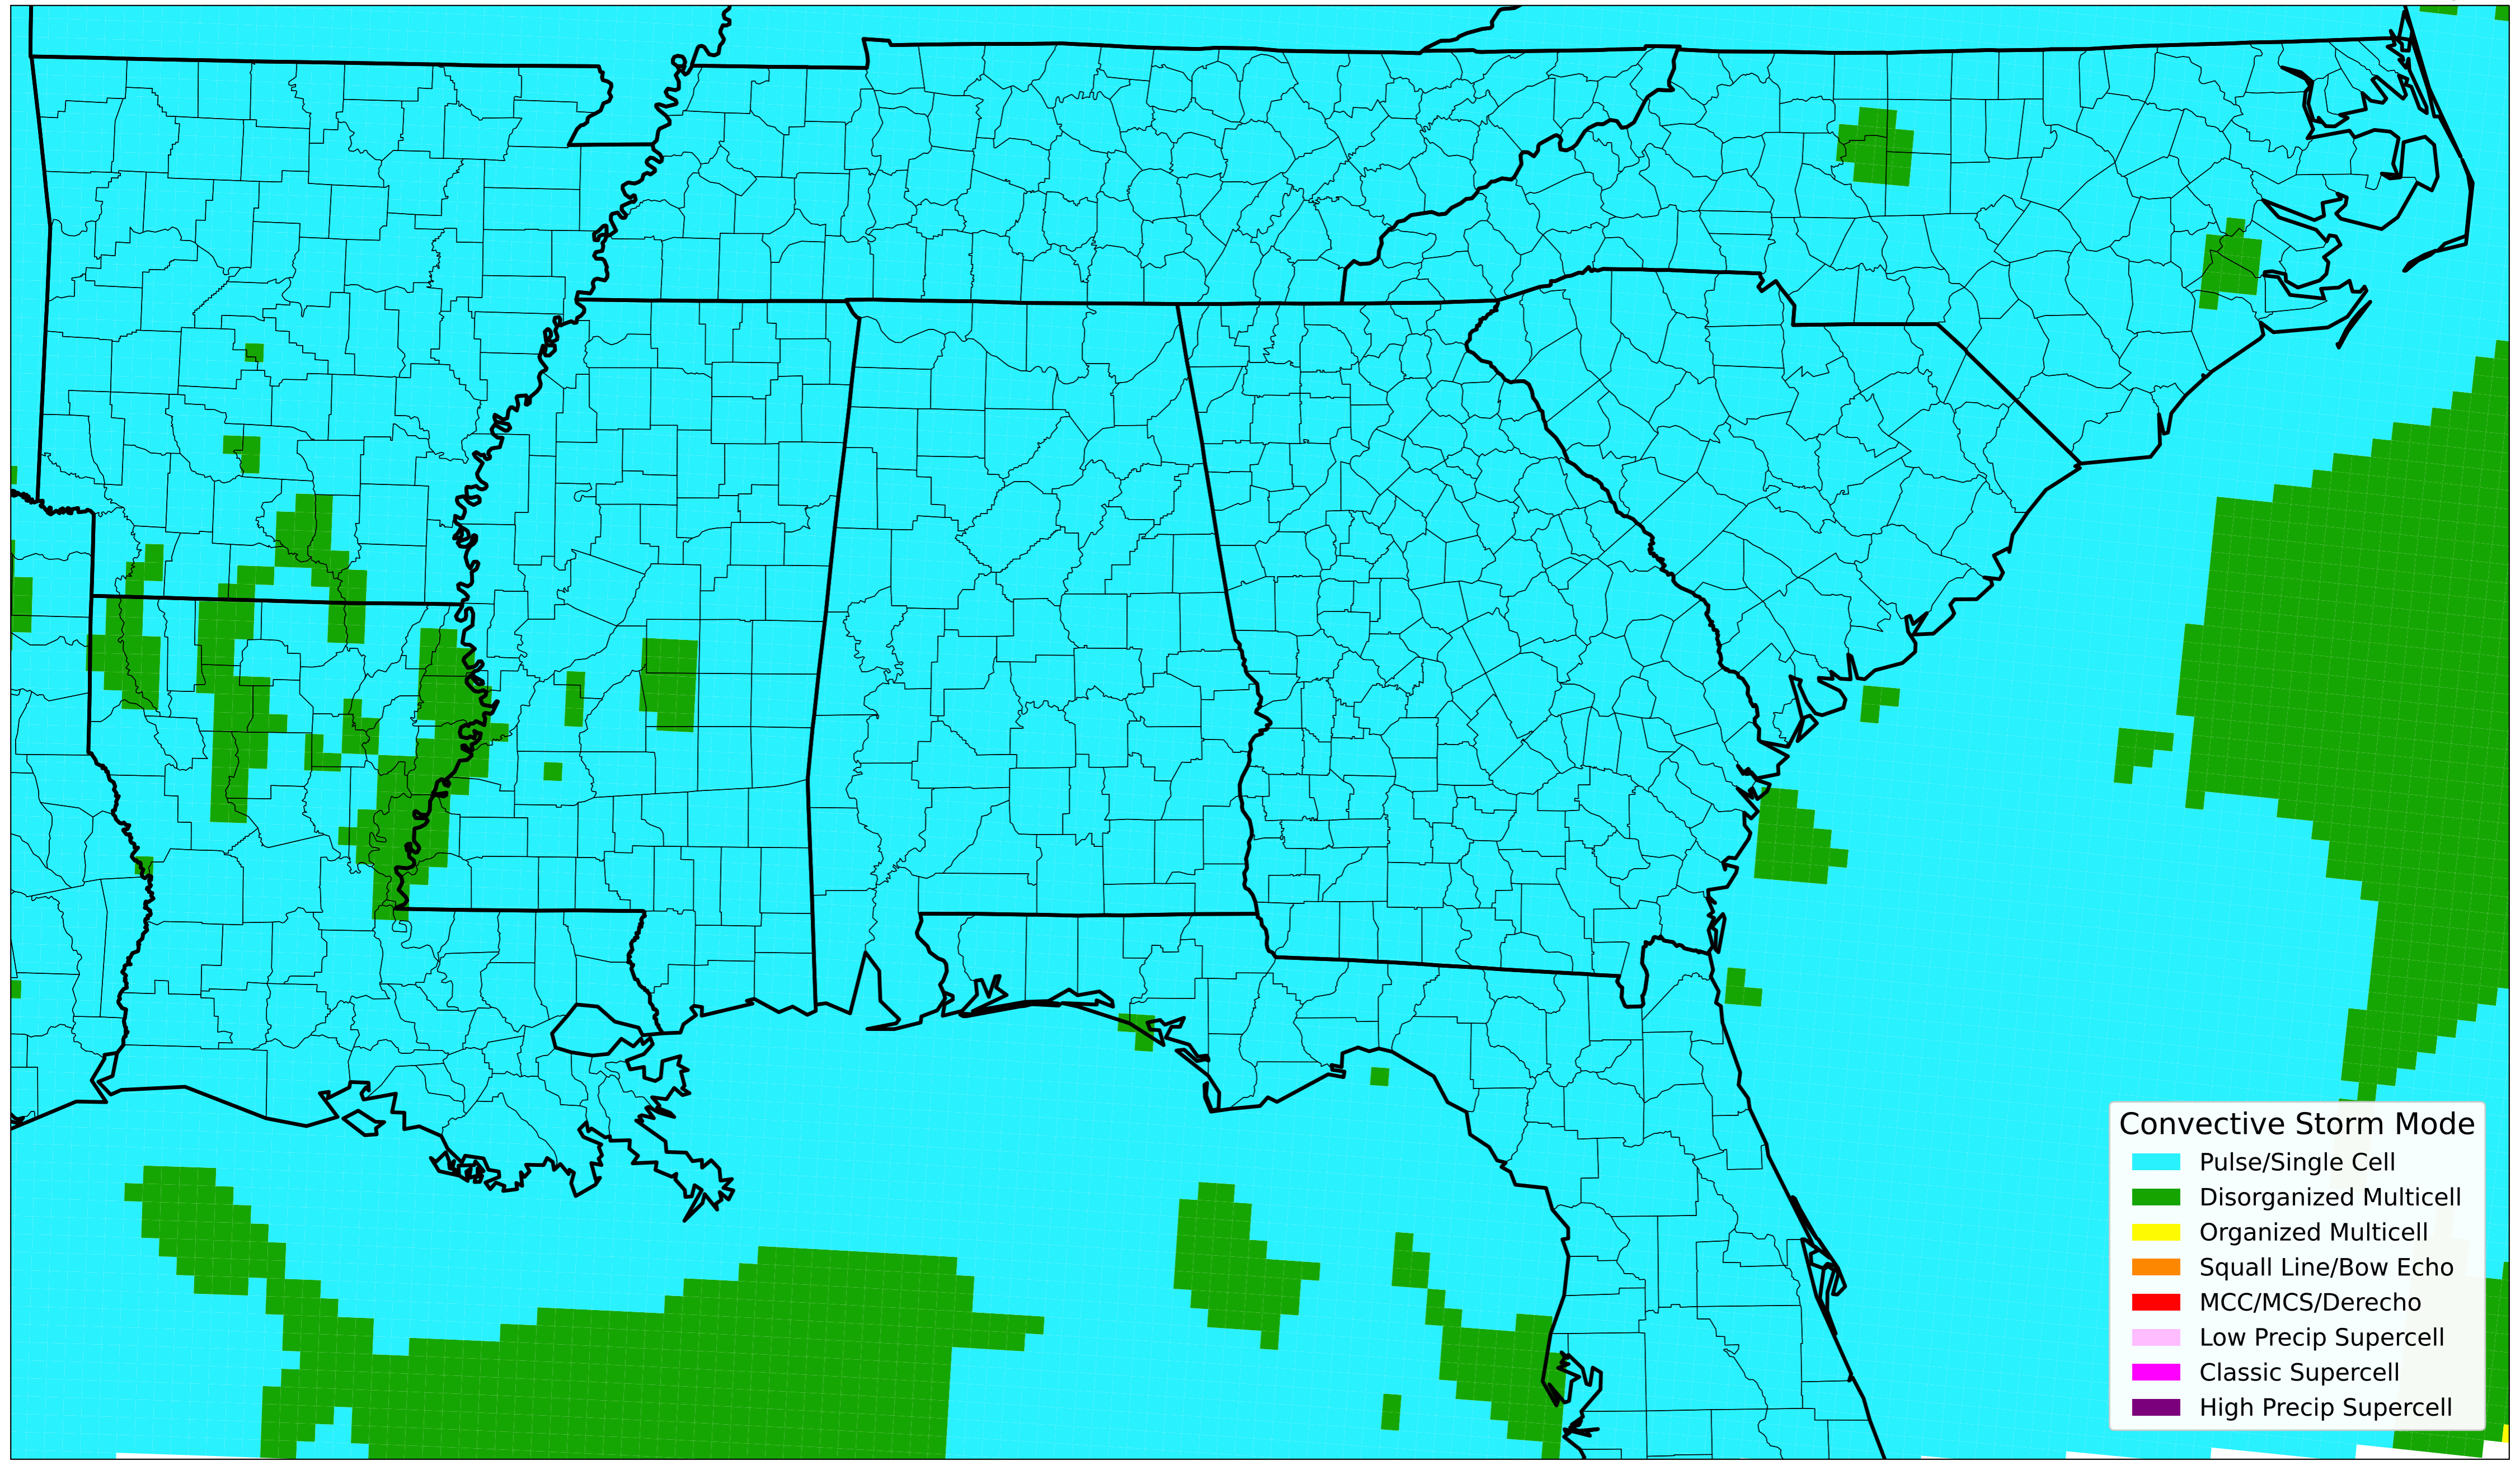 Convective Storm Mode
Pulse/Single Cell
Disorganized Multicell
Organized Multicell
Squall Line/Bow Echo
MCC/MCS/Derecho
Low Precip Supercell
Classic Supercell
High Precip Supercell